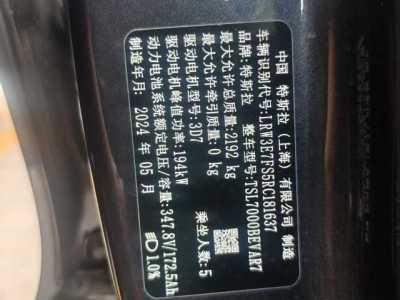 中国 特斯拉(上海)有限公司 制造
车辆识别代号:LRW3E7FS5RC181637
品牌:特斯拉 整车型号:TSL7000BEVAR7
最大允许总质量:2192 kg
最大允许牵引质量:0 kg 乘坐人数:5
驱动电机型号:3D7
驱动电机峰值功率:194kW
动力电池系统额定电压/容量:347.8V/172.5Ah
制造年月: 2024 年 05 月 1.0%